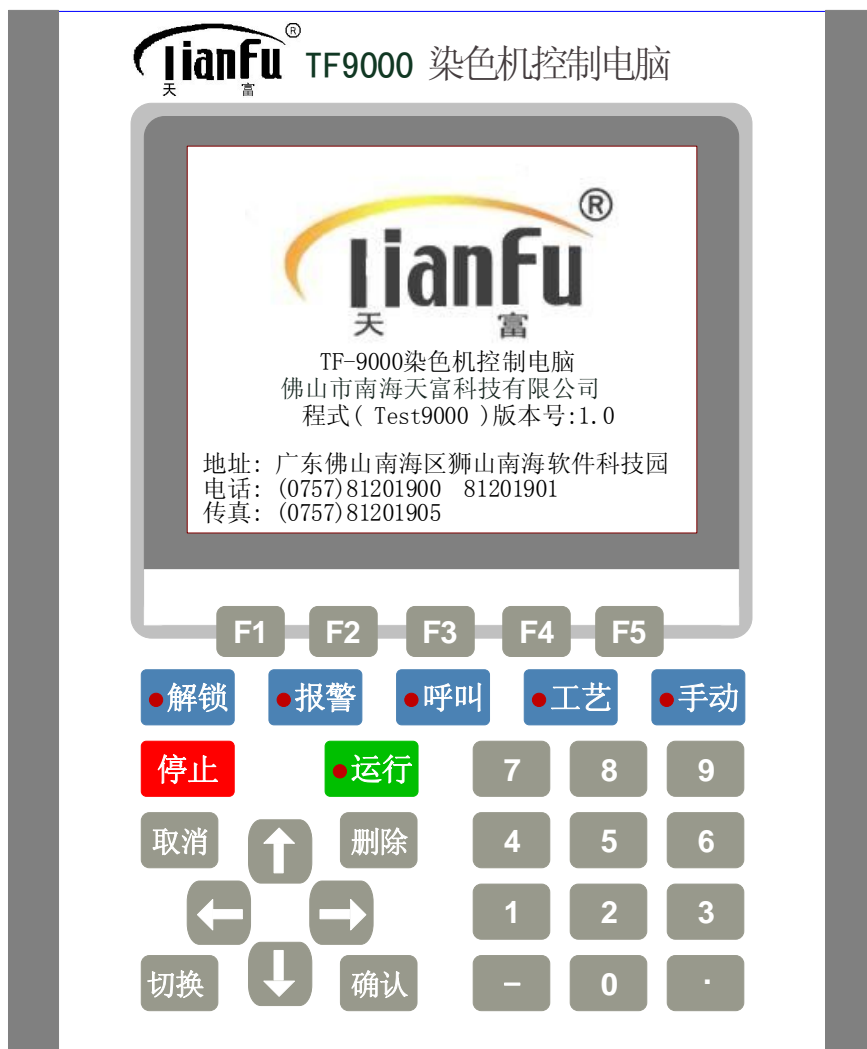 TianFu® TF9000 染色机控制电脑
天 富
TianFu®
天 富
TF-9000染色机控制电脑
佛山市南海天富科技有限公司
程式( Test9000 )版本号:1.0
地址: 广东佛山南海区狮山南海软件科技园
电话: (0757)81201900 81201901
传真: (0757)81201905
F1 F2 F3 F4 F5
解锁 报警 呼叫 工艺 手动
停止 运行 7 8 9
取消 ↑ 删除 4 5 6
← → 1 2 3
切换 ↓ 确认 − 0 ·